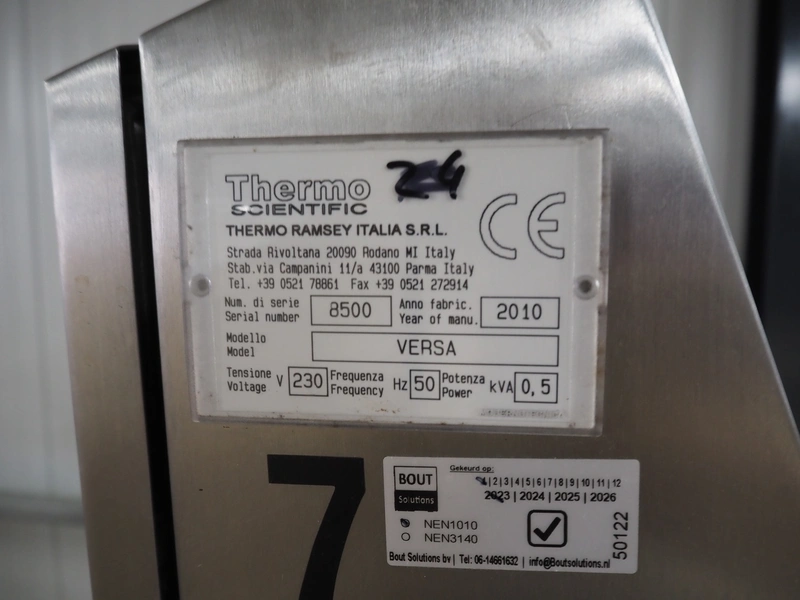 Thermo
SCIENTIFIC
CE
THERMO RAMSEY ITALIA S.R.L.
Strada Rivoltana 20090 Rodano MI Italy
Stab.via Campanini 11/a 43100 Parma Italy
Tel. +39 0521 78861 Fax +39 0521 272914
Num. di serie 8500 Anno fabric. 2010
Serial number Year of manu.
Modello VERSA
Model
Tensione V 230 Frequenza Hz 50 Potenza kVA 0,5
Voltage Frequency Power
7
BOUT
Solutions
Gekeurd op:
1|2|3|4|5|6|7|8|9|10|11|12
2023 | 2024 | 2025 | 2026
NEN1010
NEN3140
50122
Bout Solutions bv | Tel: 06-14661632 | info@Boutsolutions.nl